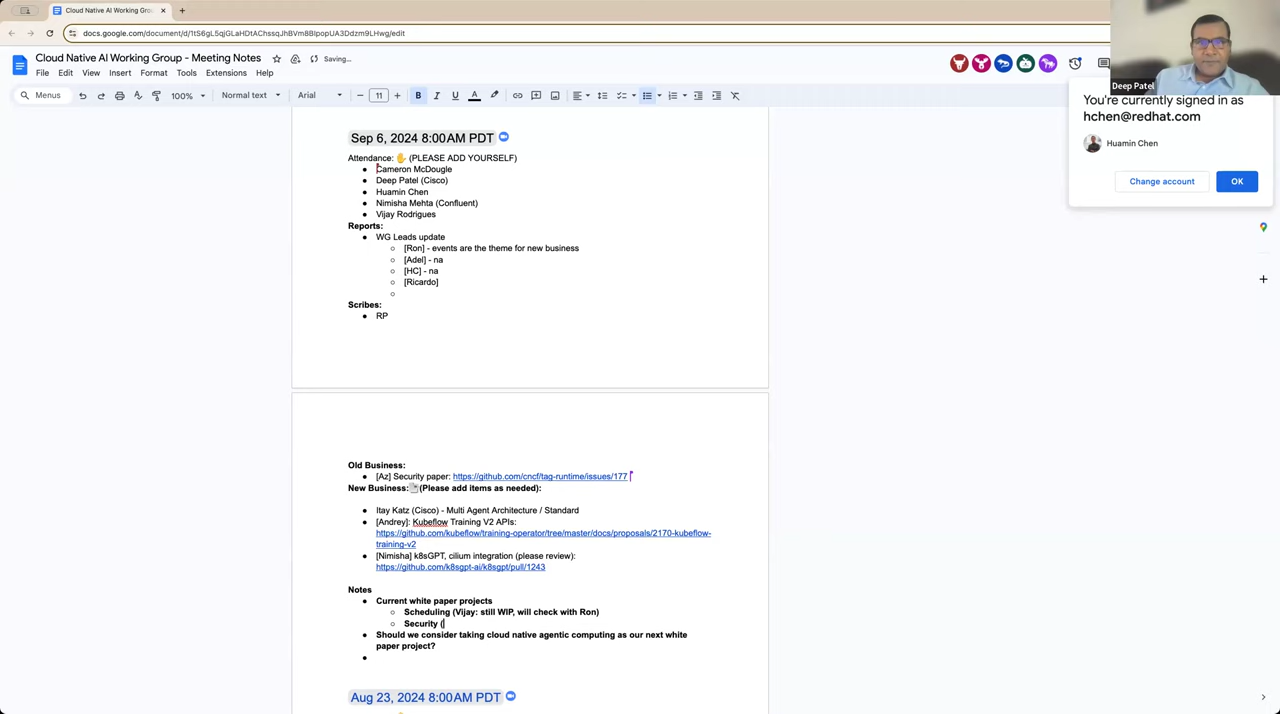 Cloud Native AI Working Gro
docs.google.com/document/d/1tS6gL5qjGLaHDtAChssqJhBVm8BIpopUA3Ddzm9LHwg/edit
Cloud Native AI Working Group - Meeting Notes
Saving...
File Edit View Insert Format Tools Extensions Help
Menus 100% Normal text Arial 11 B I U A
Deep Patel
You're currently signed in as
hchen@redhat.com
Huamin Chen
Change account OK
Sep 6, 2024 8:00AM PDT
Attendance: ✋ (PLEASE ADD YOURSELF)
Cameron McDougle
Deep Patel (Cisco)
Huamin Chen
Nimisha Mehta (Confluent)
Vijay Rodrigues
Reports:
WG Leads update
[Ron] - events are the theme for new business
[Adel] - na
[HC] - na
[Ricardo]
Scribes:
RP
Old Business:
[Az] Security paper: https://github.com/cncf/tag-runtime/issues/177
New Business: (Please add items as needed):
Itay Katz (Cisco) - Multi Agent Architecture / Standard
[Andrey]: Kubeflow Training V2 APIs:
https://github.com/kubeflow/training-operator/tree/master/docs/proposals/2170-kubeflow-
training-v2
[Nimisha] k8sGPT, cilium integration (please review):
https://github.com/k8sgpt-ai/k8sgpt/pull/1243
Notes
Current white paper projects
Scheduling (Vijay: still WIP, will check with Ron)
Security (
Should we consider taking cloud native agentic computing as our next white
paper project?
Aug 23, 2024 8:00AM PDT